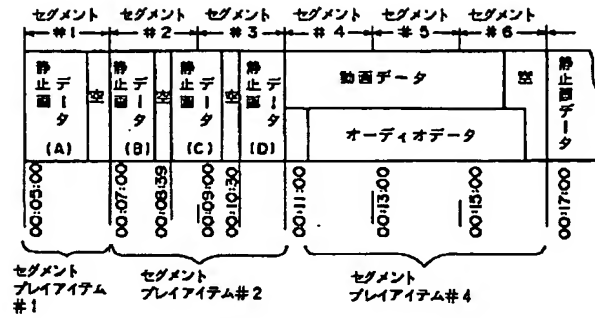 セグメント セグメント セグメント セグメント セグメント セグメント
#1 #2 #3 #4 #5 #6
静止画データ(A)
空
静止画データ(B)
空
静止画データ(C)
空
静止画データ(D)
動画データ
オーディオデータ
空
静止画データ
00:05:00
00:07:00
00:08:39
00:09:00
00:10:30
00:11:00
00:13:00
00:15:00
00:17:00
セグメント
プレイアイテム
#1
セグメント
プレイアイテム#2
セグメント
プレイアイテム#4